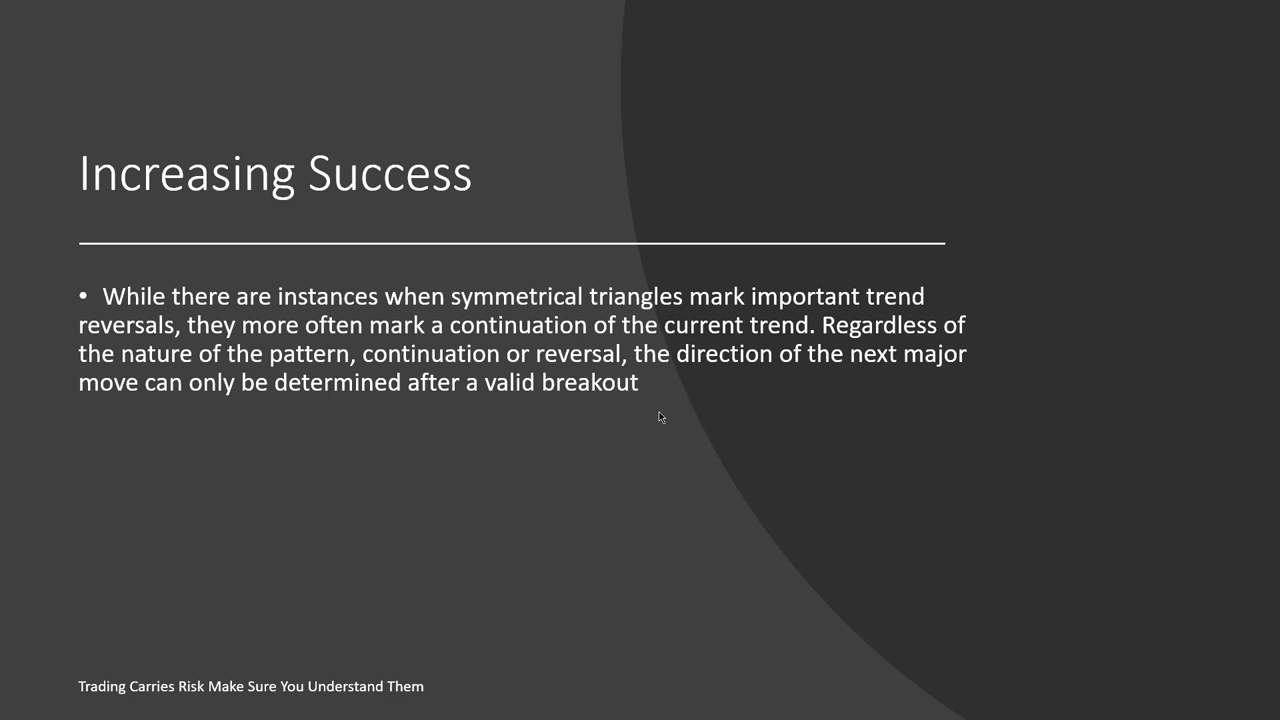 Increasing Success
• While there are instances when symmetrical triangles mark important trend
reversals, they more often mark a continuation of the current trend. Regardless of
the nature of the pattern, continuation or reversal, the direction of the next major
move can only be determined after a valid breakout
Trading Carries Risk Make Sure You Understand Them